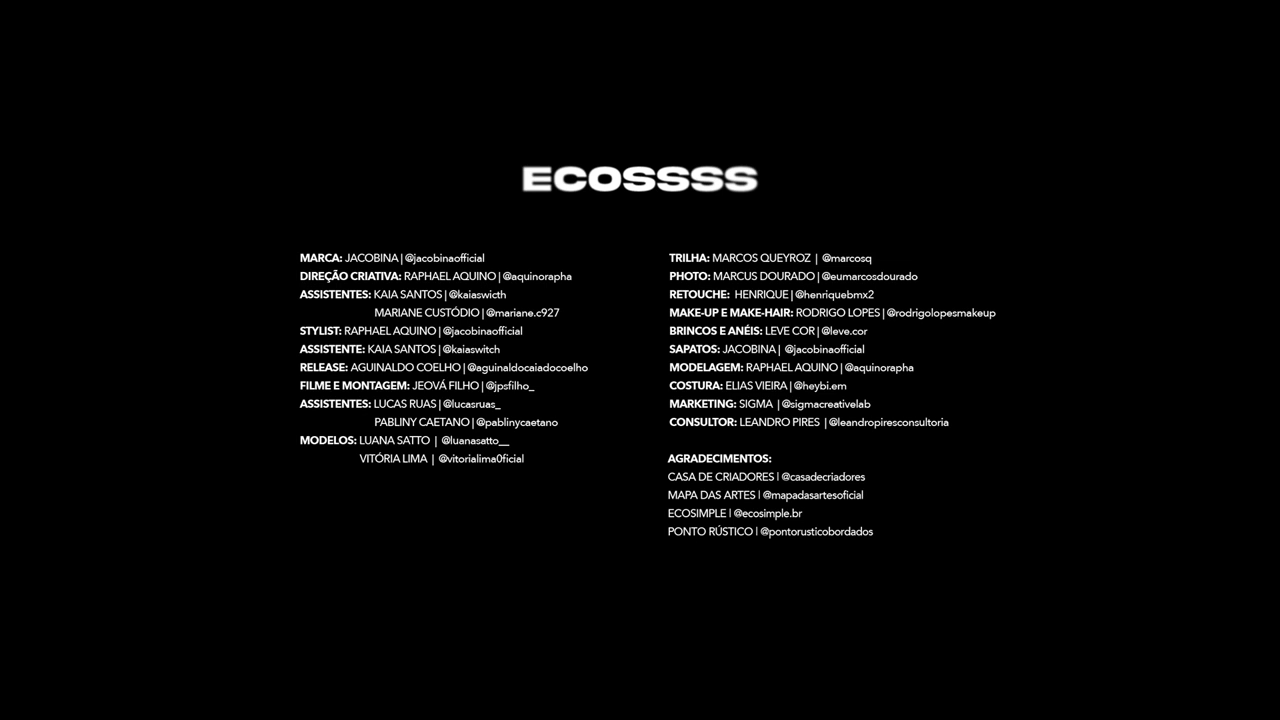 ECOSSSS
MARCA: JACOBINA | @jacobinaofficial
DIREÇÃO CRIATIVA: RAPHAEL AQUINO | @aquinorapha
ASSISTENTES: KAIA SANTOS | @kaiaswicth
MARIANE CUSTÓDIO | @mariane.c927
STYLIST: RAPHAEL AQUINO | @jacobinaofficial
ASSISTENTE: KAIA SANTOS | @kaiaswitch
RELEASE: AGUINALDO COELHO | @aguinaldocaiadocoelho
FILME E MONTAGEM: JEOVÁ FILHO | @jpsfilho_
ASSISTENTES: LUCAS RUAS | @lucasruas_
PABLINY CAETANO | @pablinycaetano
MODELOS: LUANA SATTO | @luanasatto__
VITÓRIA LIMA | @vitorialima0ficial
TRILHA: MARCOS QUEYROZ | @marcosq
PHOTO: MARCUS DOURADO | @eumarcosdourado
RETOUCHE: HENRIQUE | @henriquebmx2
MAKE-UP E MAKE-HAIR: RODRIGO LOPES | @rodrigolopesmakeup
BRINCOS E ANÉIS: LEVE COR | @leve.cor
SAPATOS: JACOBINA | @jacobinaofficial
MODELAGEM: RAPHAEL AQUINO | @aquinorapha
COSTURA: ELIAS VIEIRA | @heybi.em
MARKETING: SIGMA | @sigmacreativelab
CONSULTOR: LEANDRO PIRES | @leandropiresconsultoria
AGRADECIMENTOS:
CASA DE CRIADORES | @casadecriadores
MAPA DAS ARTES | @mapadasartesoficial
ECOSIMPLE | @ecosimple.br
PONTO RÚSTICO | @pontorusticobordados